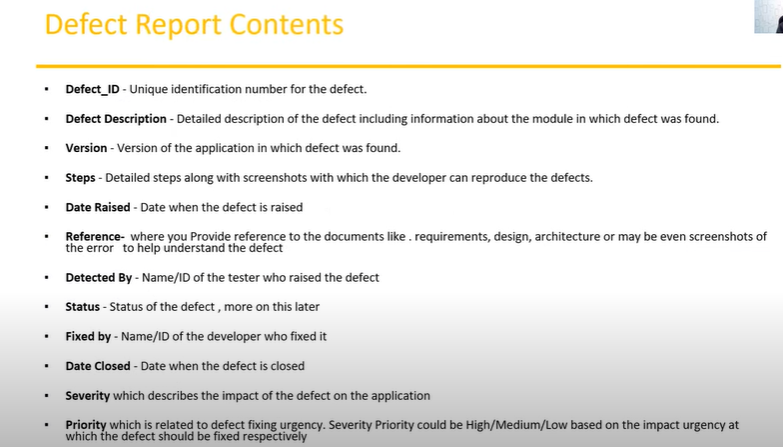 Defect Report Contents
▪ Defect_ID - Unique identification number for the defect.
▪ Defect Description - Detailed description of the defect including information about the module in which defect was found.
▪ Version - Version of the application in which defect was found.
▪ Steps - Detailed steps along with screenshots with which the developer can reproduce the defects.
▪ Date Raised - Date when the defect is raised
▪ Reference- where you Provide reference to the documents like . requirements, design, architecture or may be even screenshots of
the error to help understand the defect
▪ Detected By - Name/ID of the tester who raised the defect
▪ Status - Status of the defect , more on this later
▪ Fixed by - Name/ID of the developer who fixed it
▪ Date Closed - Date when the defect is closed
▪ Severity which describes the impact of the defect on the application
▪ Priority which is related to defect fixing urgency. Severity Priority could be High/Medium/Low based on the impact urgency at
which the defect should be fixed respectively